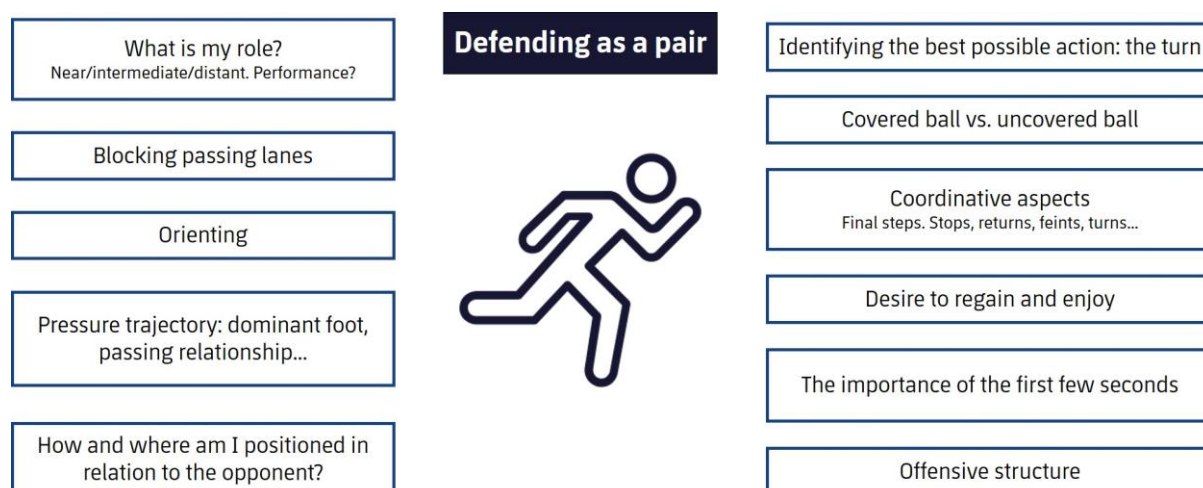 Defending as a pair
What is my role?
Near/intermediate/distant. Performance?
Blocking passing lanes
Orienting
Pressure trajectory: dominant foot,
passing relationship...
How and where am I positioned in
relation to the opponent?
Identifying the best possible action: the turn
Covered ball vs. uncovered ball
Coordinative aspects
Final steps. Stops, returns, feints, turns...
Desire to regain and enjoy
The importance of the first few seconds
Offensive structure